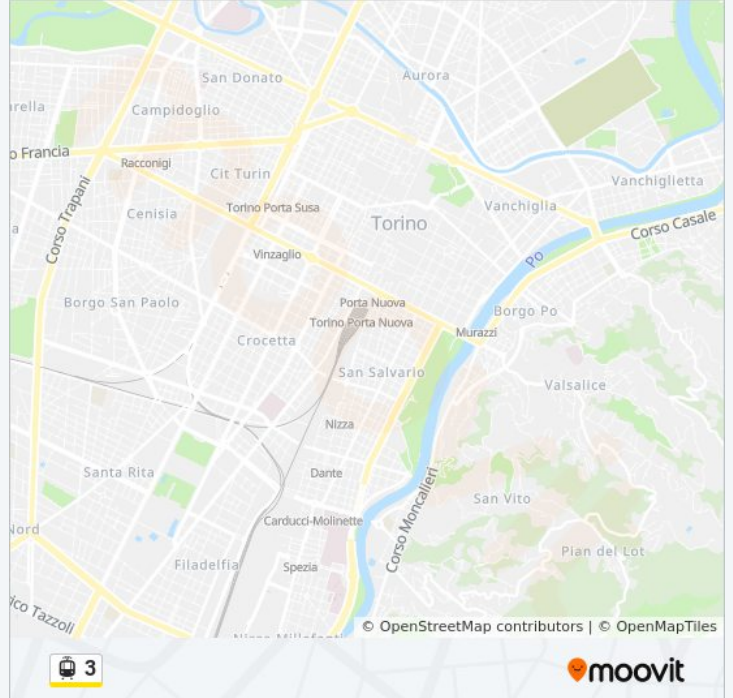 San Donato
Aurora
arella
Campidoglio
o Francia
Racconigi
Cit Turin
Vanchiglietta
Corso Trapani
Cenisia
Torino Porta Susa
Torino
Vanchiglia
Corso Casale
a
Vinzaglio
Po
Borgo San Paolo
Porta Nuova
Torino Porta Nuova
Borgo Po
Crocetta
Murazzi
San Salvario
Valsalice
Nizza
Santa Rita
Dante
Corso Moncalieri
San Vito
Nord
Carducci-Molinette
Filadelfia
Spezia
Pian del Lot
ico Tazzoli
© OpenStreetMap contributors | © OpenMapTiles
3
moovit